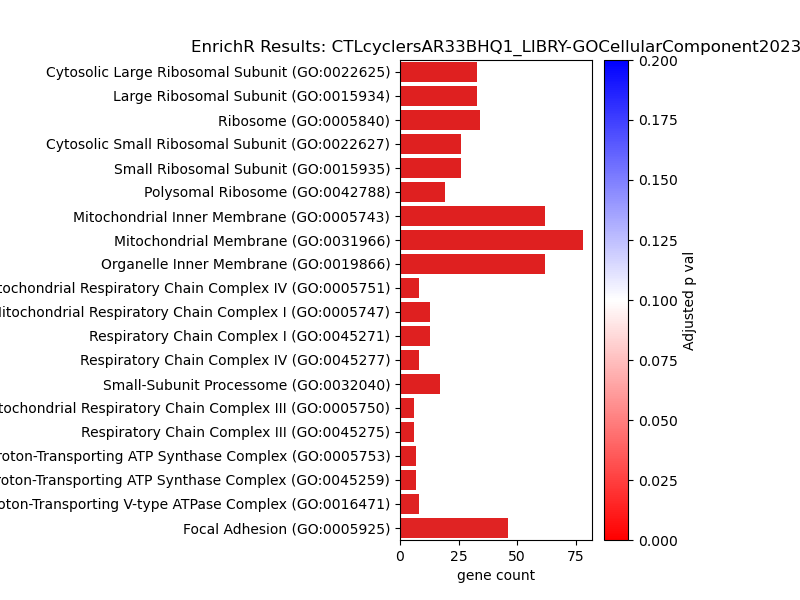 EnrichR Results: CTLcyclersAR33BHQ1_LIBRY-GOCellularComponent2023
Cytosolic Large Ribosomal Subunit (GO:0022625)
Large Ribosomal Subunit (GO:0015934)
Ribosome (GO:0005840)
Cytosolic Small Ribosomal Subunit (GO:0022627)
Small Ribosomal Subunit (GO:0015935)
Polysomal Ribosome (GO:0042788)
Mitochondrial Inner Membrane (GO:0005743)
Mitochondrial Membrane (GO:0031966)
Organelle Inner Membrane (GO:0019866)
tochondrial Respiratory Chain Complex IV (GO:0005751)
itochondrial Respiratory Chain Complex I (GO:0005747)
Respiratory Chain Complex I (GO:0045271)
Respiratory Chain Complex IV (GO:0045277)
Small-Subunit Processome (GO:0032040)
tochondrial Respiratory Chain Complex III (GO:0005750)
Respiratory Chain Complex III (GO:0045275)
roton-Transporting ATP Synthase Complex (GO:0005753)
roton-Transporting ATP Synthase Complex (GO:0045259)
oton-Transporting V-type ATPase Complex (GO:0016471)
Focal Adhesion (GO:0005925)
0 25 50 75
gene count
0.200
0.175
0.150
0.125
0.100
0.075
0.050
0.025
0.000
Adjusted p val